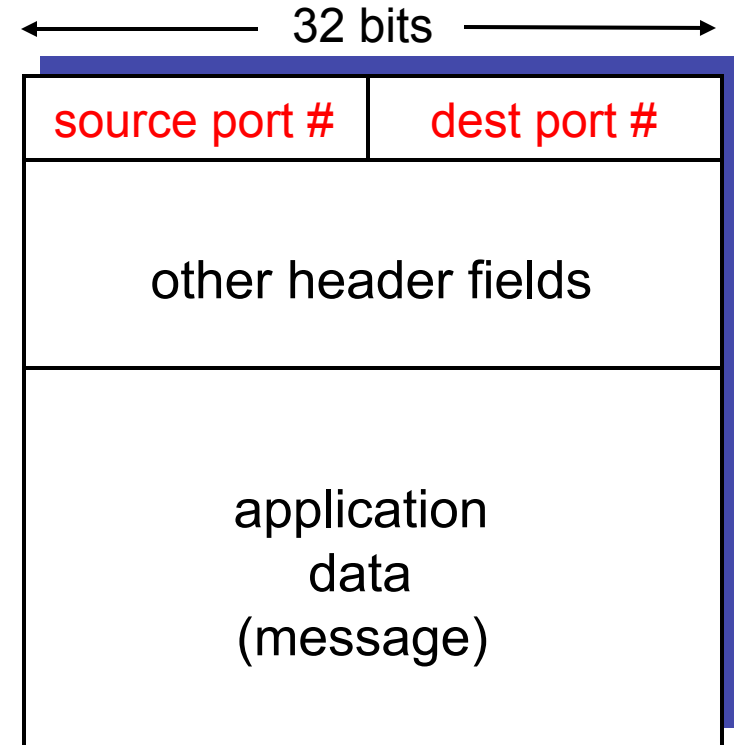 32 bits
source port # dest port #
other header fields
application
data
(message)